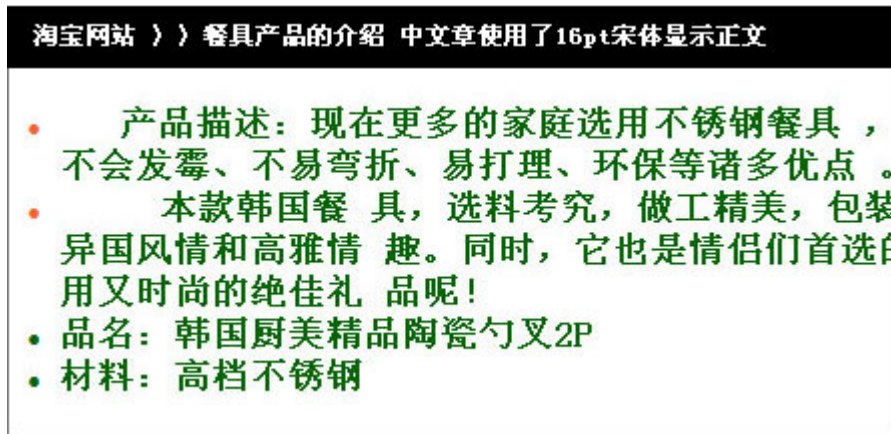 淘宝网站 》》餐具产品的介绍 中文章使用了16pt宋体显示正文
产品描述：现在更多的家庭选用不锈钢餐具 ，
不会发霉、不易弯折、易打理、环保等诸多优点 。
本款韩国餐 具，选料考究，做工精美，包装
异国风情和高雅情 趣。同时，它也是情侣们首选
用又时尚的绝佳礼 品呢！
品名：韩国厨美精品陶瓷勺叉2P
材料：高档不锈钢